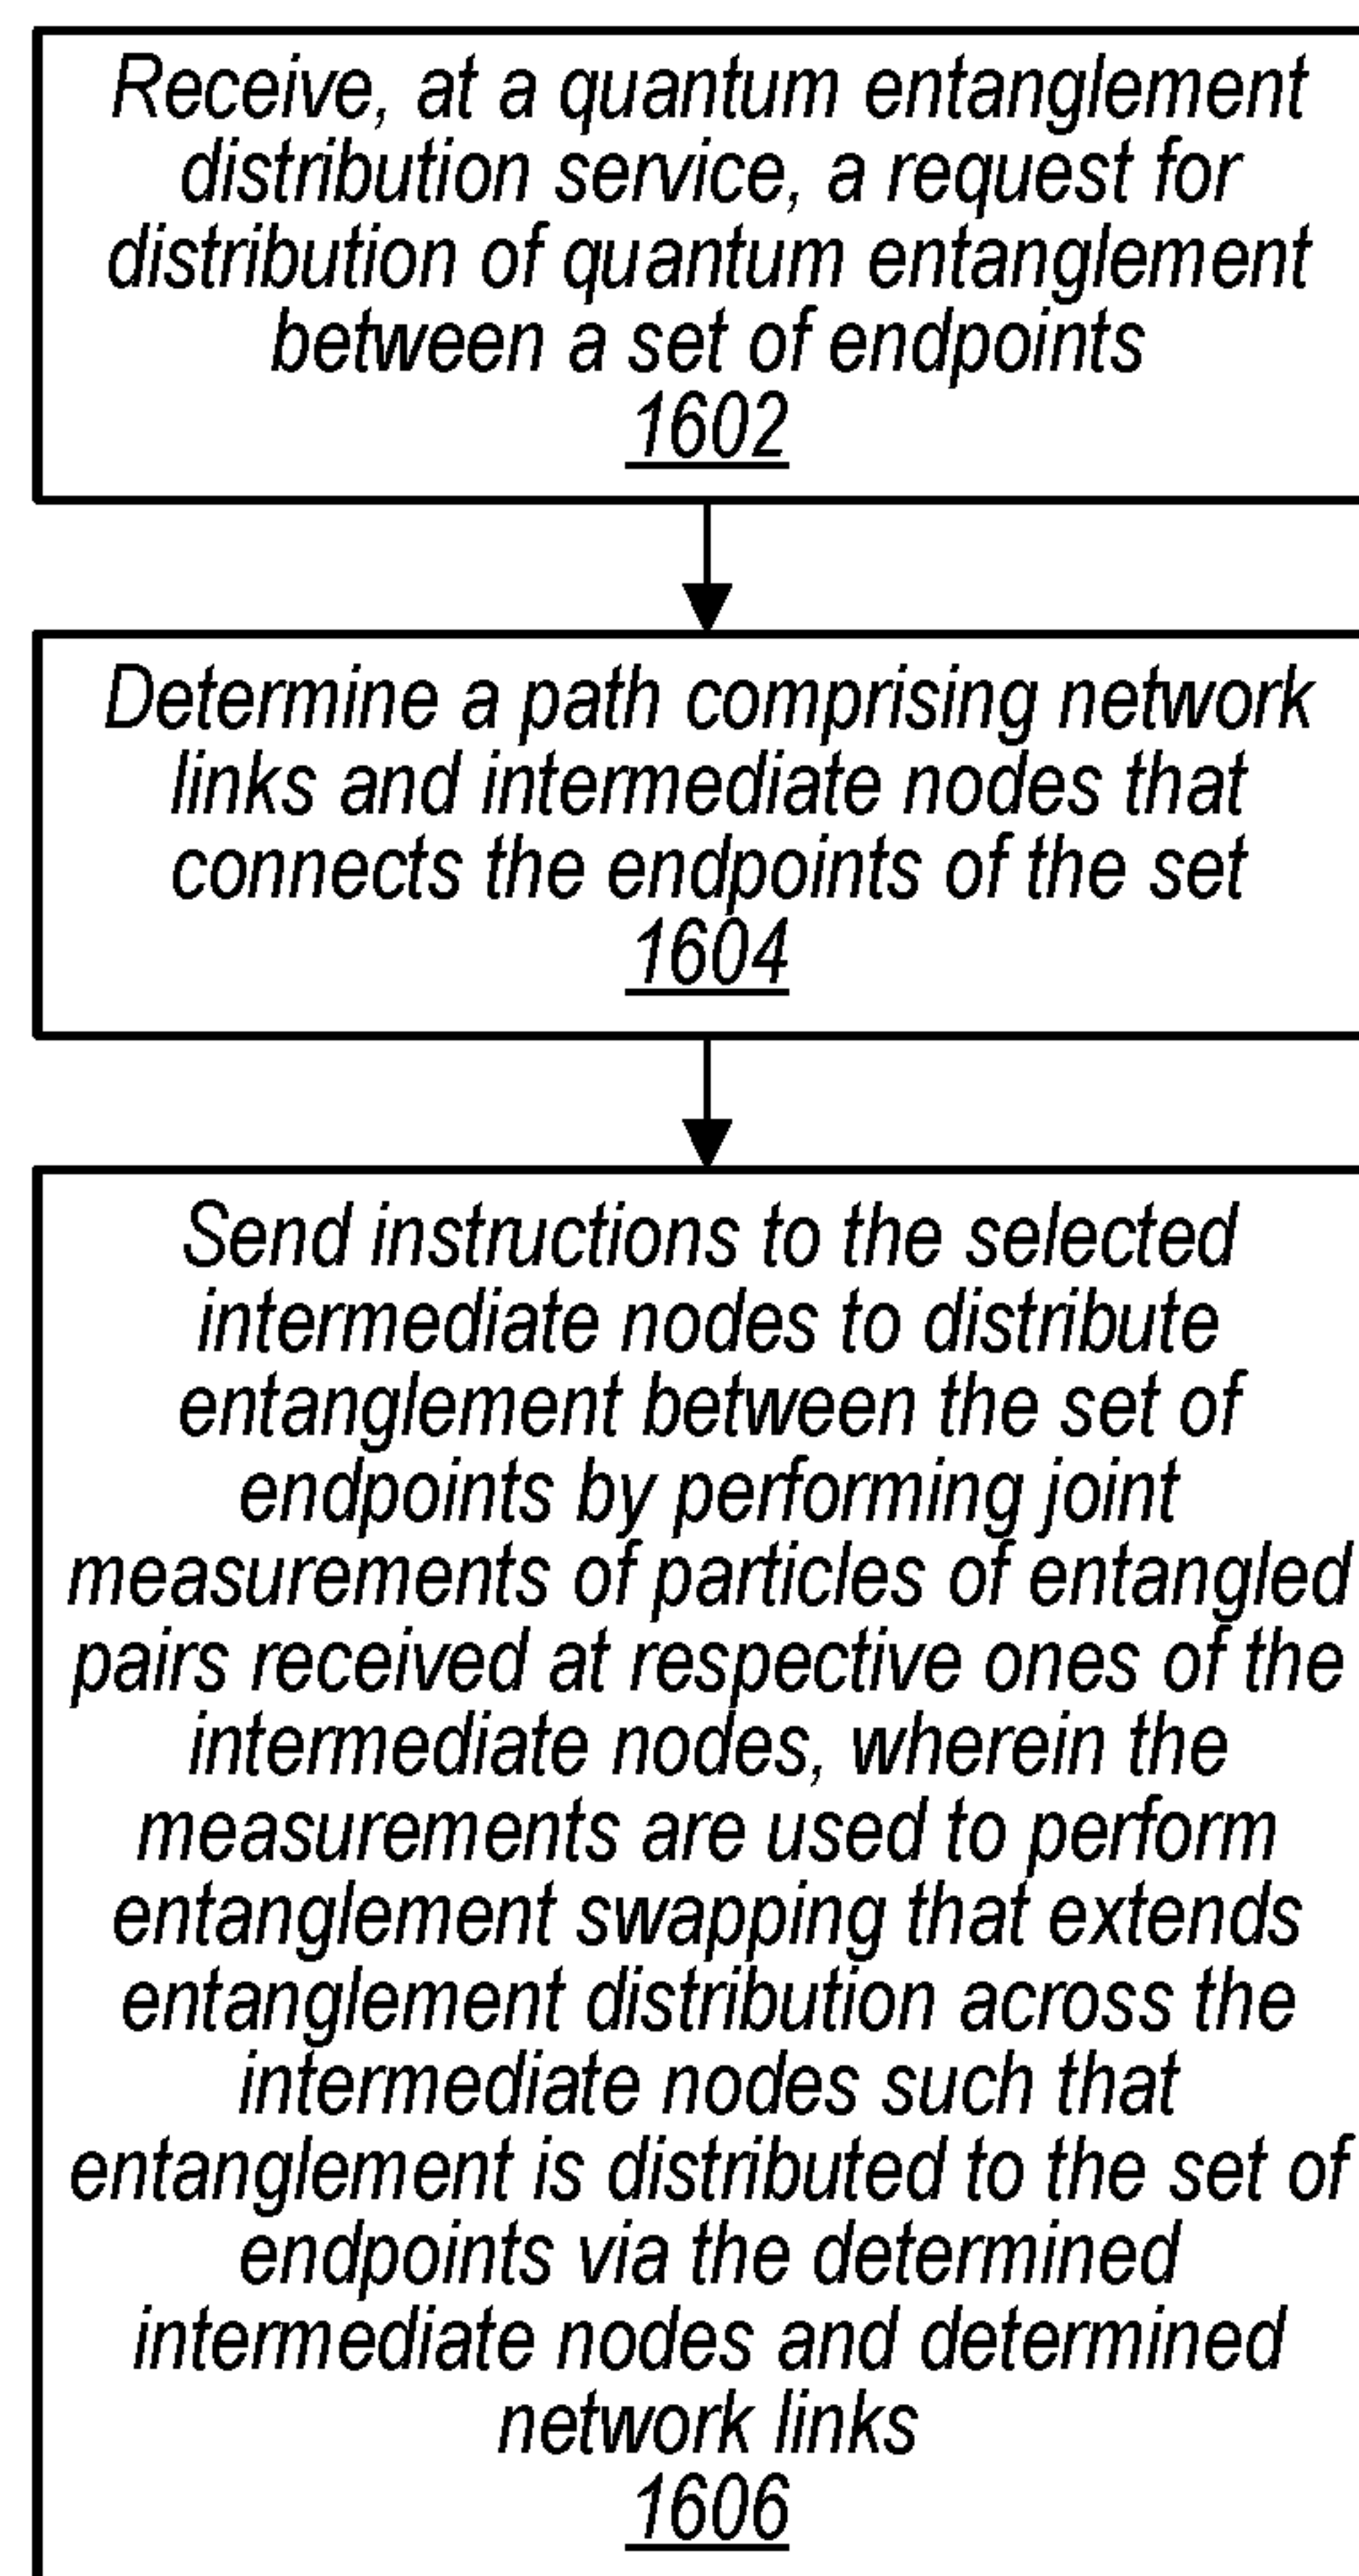 Receive, at a quantum entanglement
distribution service, a request for
distribution of quantum entanglement
between a set of endpoints
1602
Determine a path comprising network
links and intermediate nodes that
connects the endpoints of the set
1604
Send instructions to the selected
intermediate nodes to distribute
entanglement between the set of
endpoints by performing joint
measurements of particles of entangled
pairs received at respective ones of the
intermediate nodes, wherein the
measurements are used to perform
entanglement swapping that extends
entanglement distribution across the
intermediate nodes such that
entanglement is distributed to the set of
endpoints via the determined
intermediate nodes and determined
network links
1606